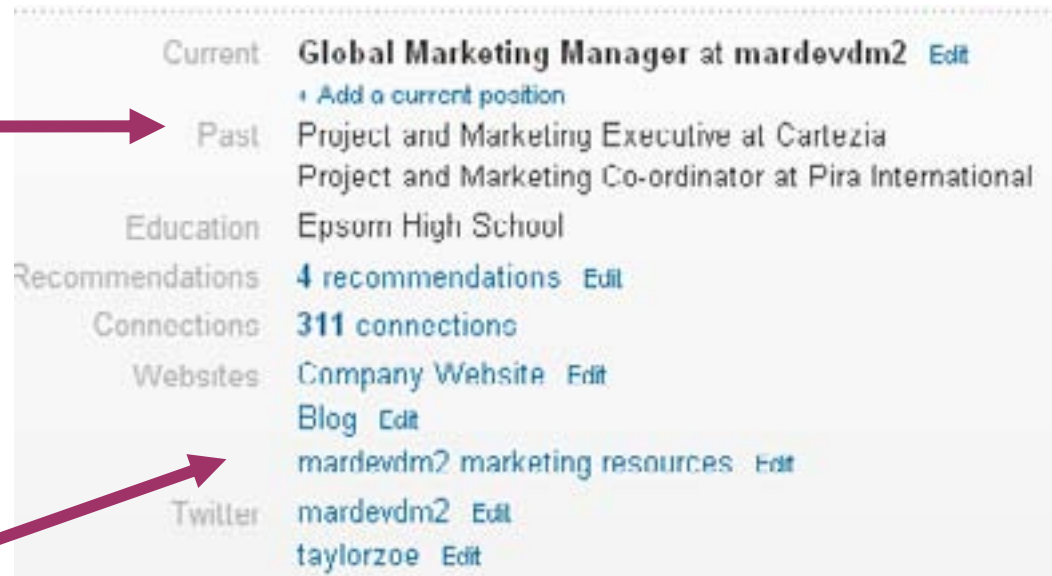 Current Global Marketing Manager at mardevdm2 Edit
+ Add a current position
Past Project and Marketing Executive at Cartezia
Project and Marketing Co-ordinator at Pira International
Education Epsom High School
Recommendations 4 recommendations Edit
Connections 311 connections
Websites Company Website Edit
Blog Edit
mardevdm2 marketing resources Edit
Twitter mardevdm2 Edit
taylorzoe Edit